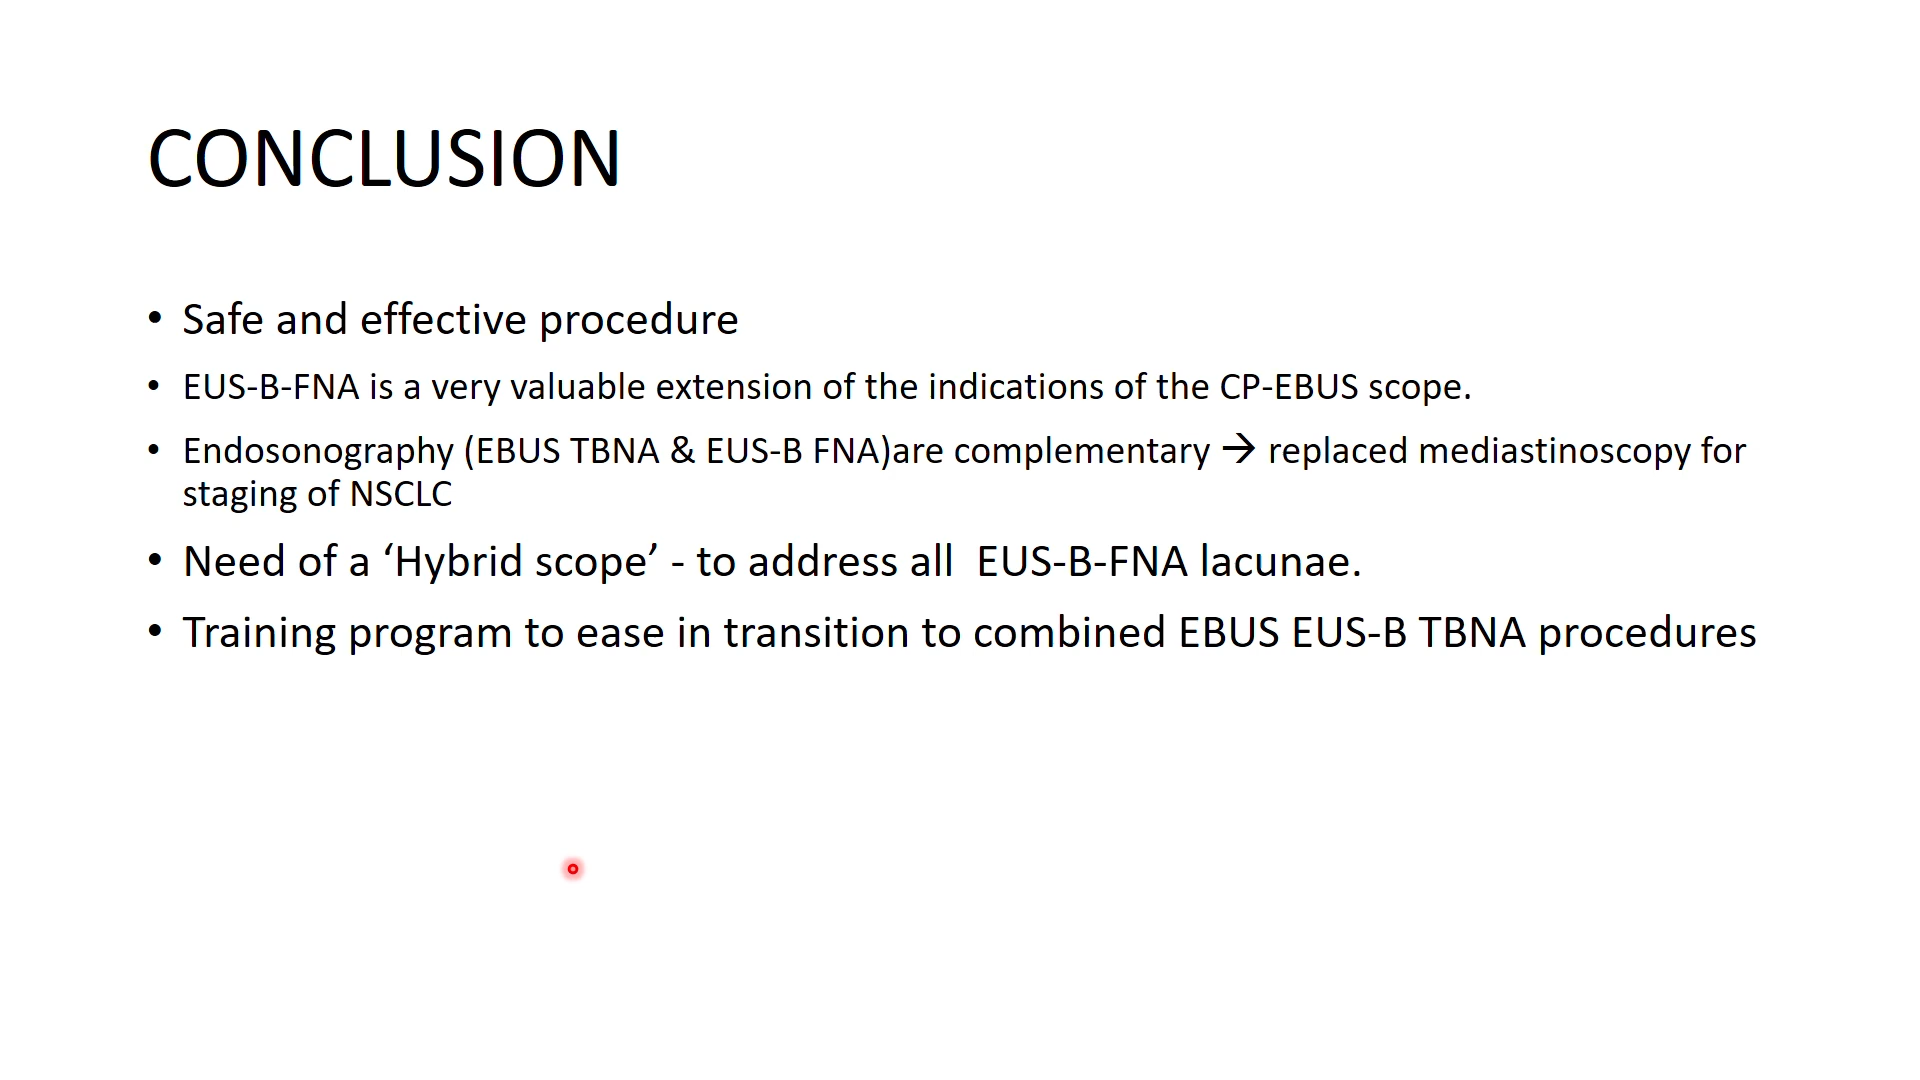 CONCLUSION
• Safe and effective procedure
• EUS-B-FNA is a very valuable extension of the indications of the CP-EBUS scope.
• Endosonography (EBUS TBNA & EUS-B FNA)are complementary → replaced mediastinoscopy for
staging of NSCLC
• Need of a ‘Hybrid scope’ - to address all  EUS-B-FNA lacunae.
• Training program to ease in transition to combined EBUS EUS-B TBNA procedures